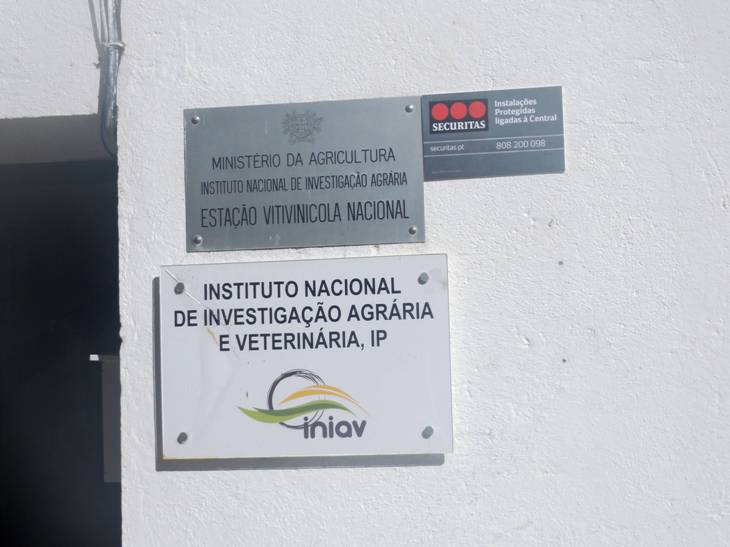 MINISTÉRIO DA AGRICULTURA
INSTITUTO NACIONAL DE INVESTIGAÇÃO AGRÁRIA
ESTAÇÃO VITIVINICOLA NACIONAL
SECURITAS
Instalações
Protegidas
ligadas à Central
securitas.pt 808 200 098
INSTITUTO NACIONAL
DE INVESTIGAÇÃO AGRÁRIA
E VETERINÁRIA, IP
iniav